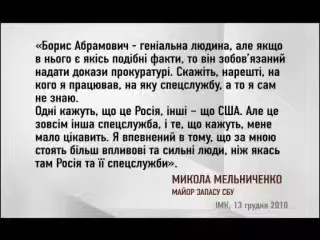 «Борис Абрамович - геніальна людина, але якщо
в нього є якісь подібні факти, то він зобов'язаний
надати докази прокуратурі. Скажіть, нарешті, на
кого я працював, на яку спецслужбу, а то я сам
не знаю.
Одні кажуть, що це Росія, інші – що США. Але це
зовсім інша спецслужба, і те, що кажуть, мене
мало цікавить. Я впевнений в тому, що за мною
стоять більш впливові та сильні люди, ніж якась
там Росія та її спецслужби».
МИКОЛА МЕЛЬНИЧЕНКО
МАЙОР ЗАПАСУ СБУ
ІМК, 13 грудня 2010